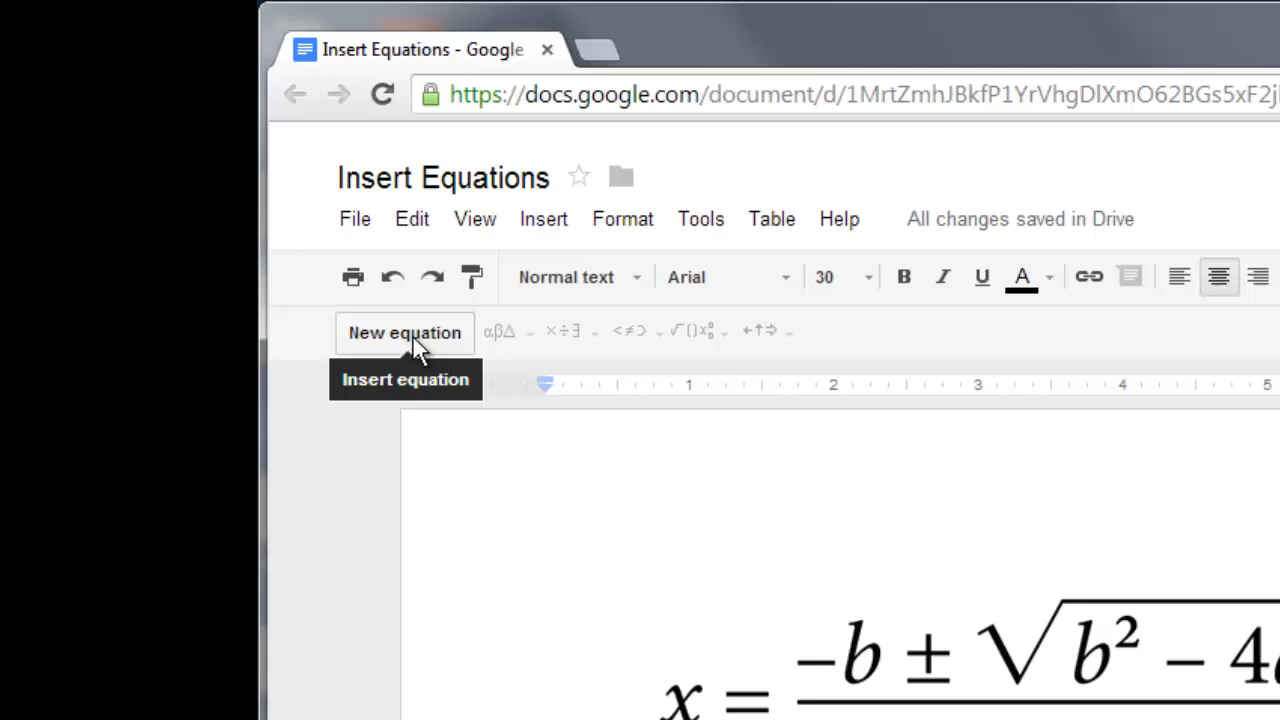 Insert Equations - Google
https://docs.google.com/document/d/1MrtZmhJBkfP1YrVhgDlXmO62BGs5xF2j
Insert Equations
File Edit View Insert Format Tools Table Help All changes saved in Drive
Normal text Arial 30 B I U A
New equation αβΔ ×÷∃ <≠⊃ √()x
Insert equation
1 2 3 4 5
−b ± √ b² − 4
x =